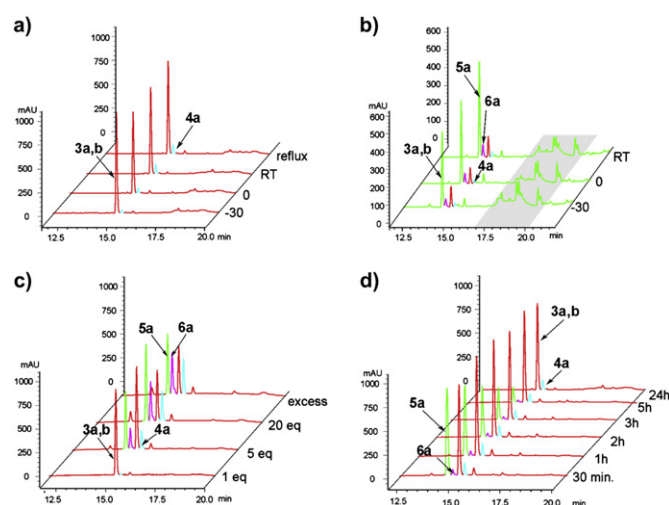 a)
1000
750
500
250
0
mAU
1000
750
500
250
0
3a,b
4a
reflux
RT
0
-30
12.5
15.0
17.5
20.0 min
b)
600
500
400
300
200
100
0
mAU
600
500
400
300
200
100
0
5a
6a
3a,b
4a
RT
0
-30
12.5
15.0
17.5
20.0 min
c)
1000
750
500
250
0
mAU
1000
750
500
250
0
5a
6a
3a,b
4a
excess
20 eq
5 eq
1 eq
12.5
15.0
17.5
20.0 min
d)
1000
750
500
250
0
mAU
1000
750
500
250
0
3a,b
4a
5a
6a
24h
5h
3h
2h
1h
30 min.
12.5
15.0
17.5
20.0 min